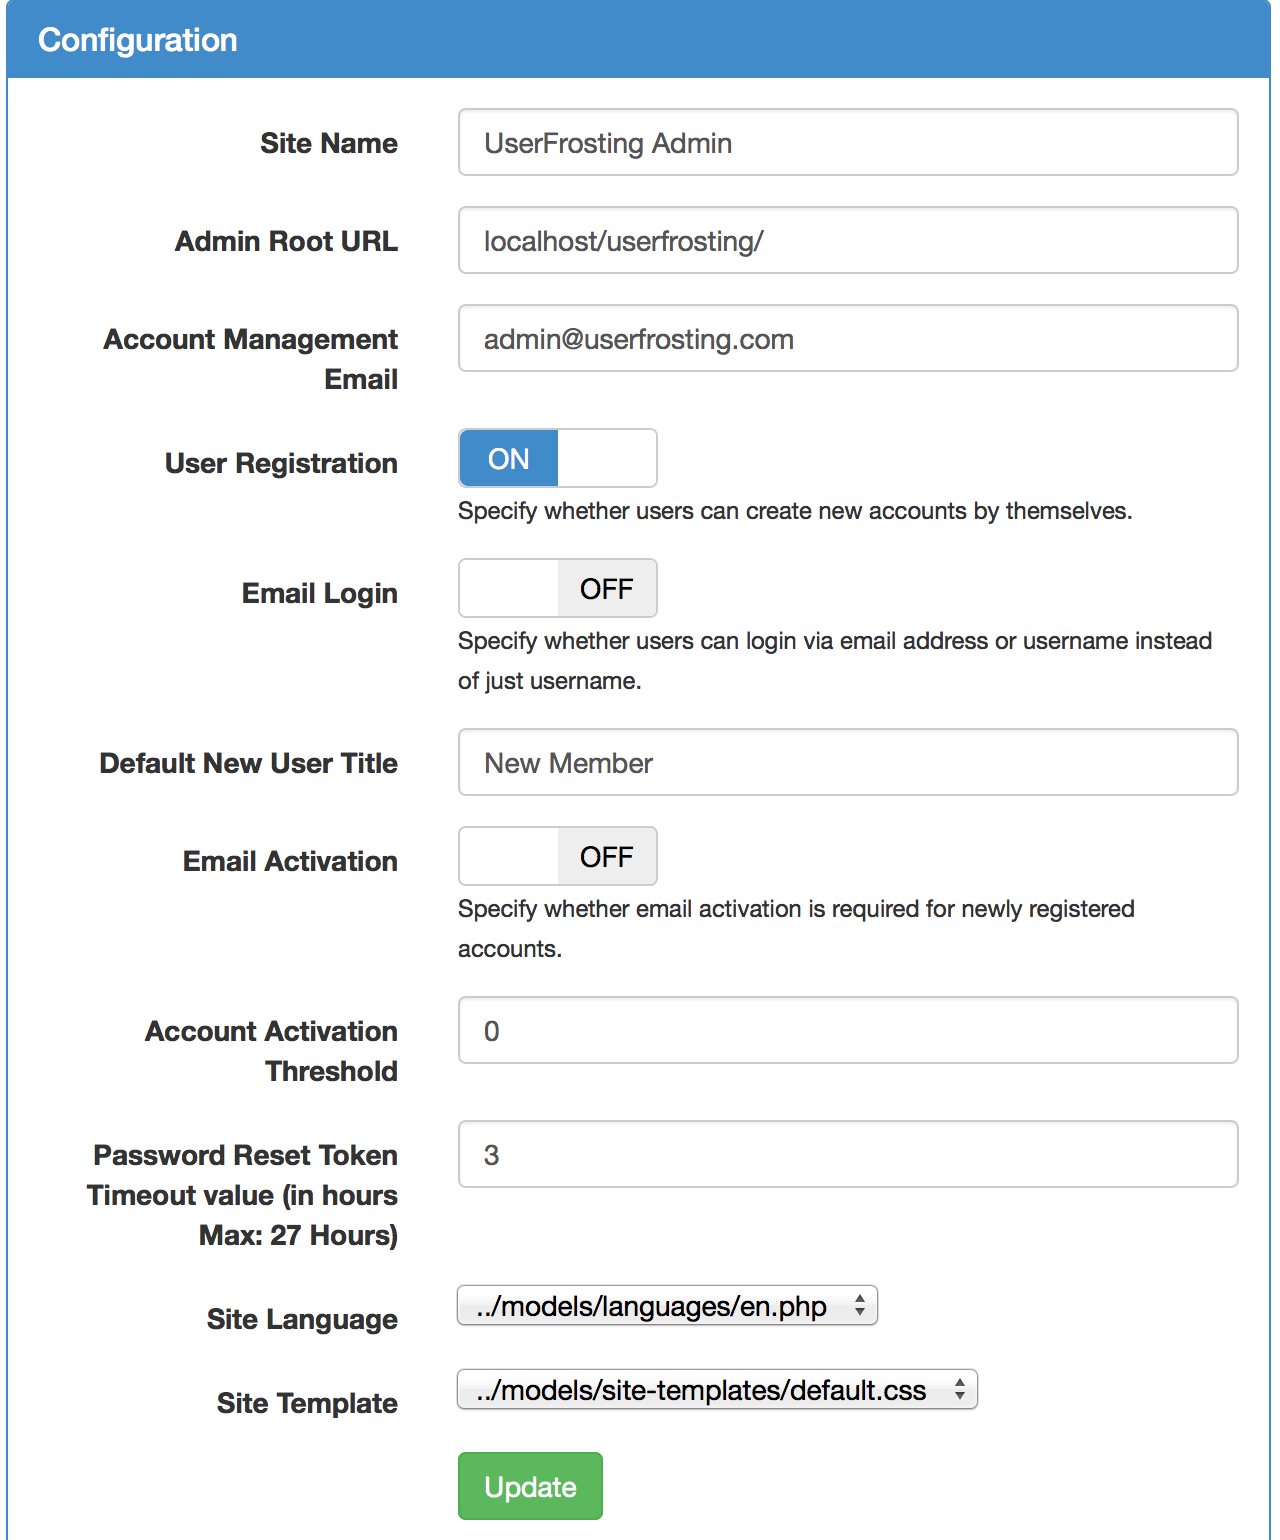 Configuration
Site Name
UserFrosting Admin
Admin Root URL
localhost/userfrosting/
Account Management
Email
admin@userfrosting.com
User Registration
ON
Specify whether users can create new accounts by themselves.
Email Login
OFF
Specify whether users can login via email address or username instead
of just username.
Default New User Title
New Member
Email Activation
OFF
Specify whether email activation is required for newly registered
accounts.
Account Activation
Threshold
0
Password Reset Token
Timeout value (in hours
Max: 27 Hours)
3
Site Language
../models/languages/en.php
Site Template
../models/site-templates/default.css
Update